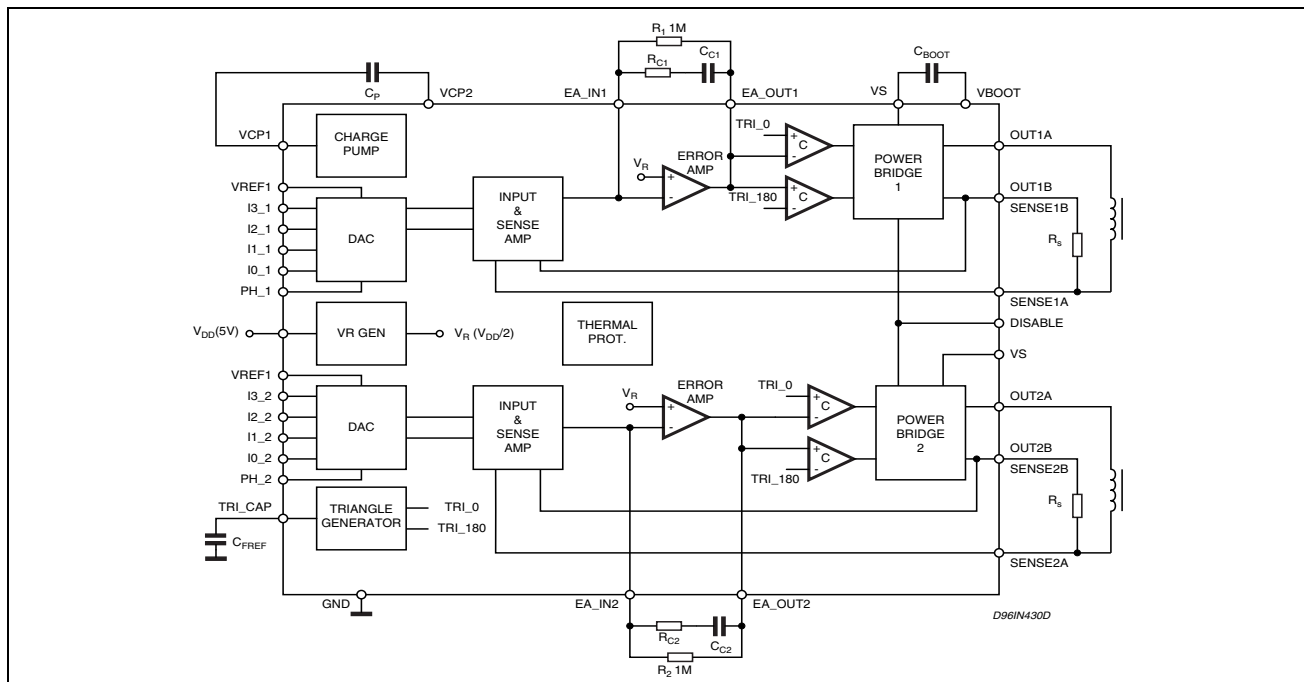 R1 1M
RC1
CC1
CBOOT
CP
VCP2
EA_IN1
EA_OUT1
VS
VBOOT
VCP1
CHARGE
PUMP
TRI_0
+
-
C
OUT1A
ERROR
AMP
VR
+
-
POWER
BRIDGE
1
VREF1
I3_1
I2_1
I1_1
I0_1
PH_1
DAC
INPUT
&
SENSE
AMP
TRI_180
+
-
C
OUT1B
SENSE1B
Rs
SENSE1A
VDD(5V)
VR GEN
VR (VDD/2)
THERMAL
PROT.
DISABLE
VS
VREF1
I3_2
I2_2
I1_2
I0_2
PH_2
DAC
INPUT
&
SENSE
AMP
ERROR
AMP
VR
+
-
TRI_0
+
-
C
TRI_180
+
-
C
POWER
BRIDGE
2
OUT2A
OUT2B
SENSE2B
Rs
SENSE2A
TRI_CAP
TRIANGLE
GENERATOR
TRI_0
TRI_180
CFREF
GND
EA_IN2
EA_OUT2
RC2
CC2
R2 1M
D96IN430D